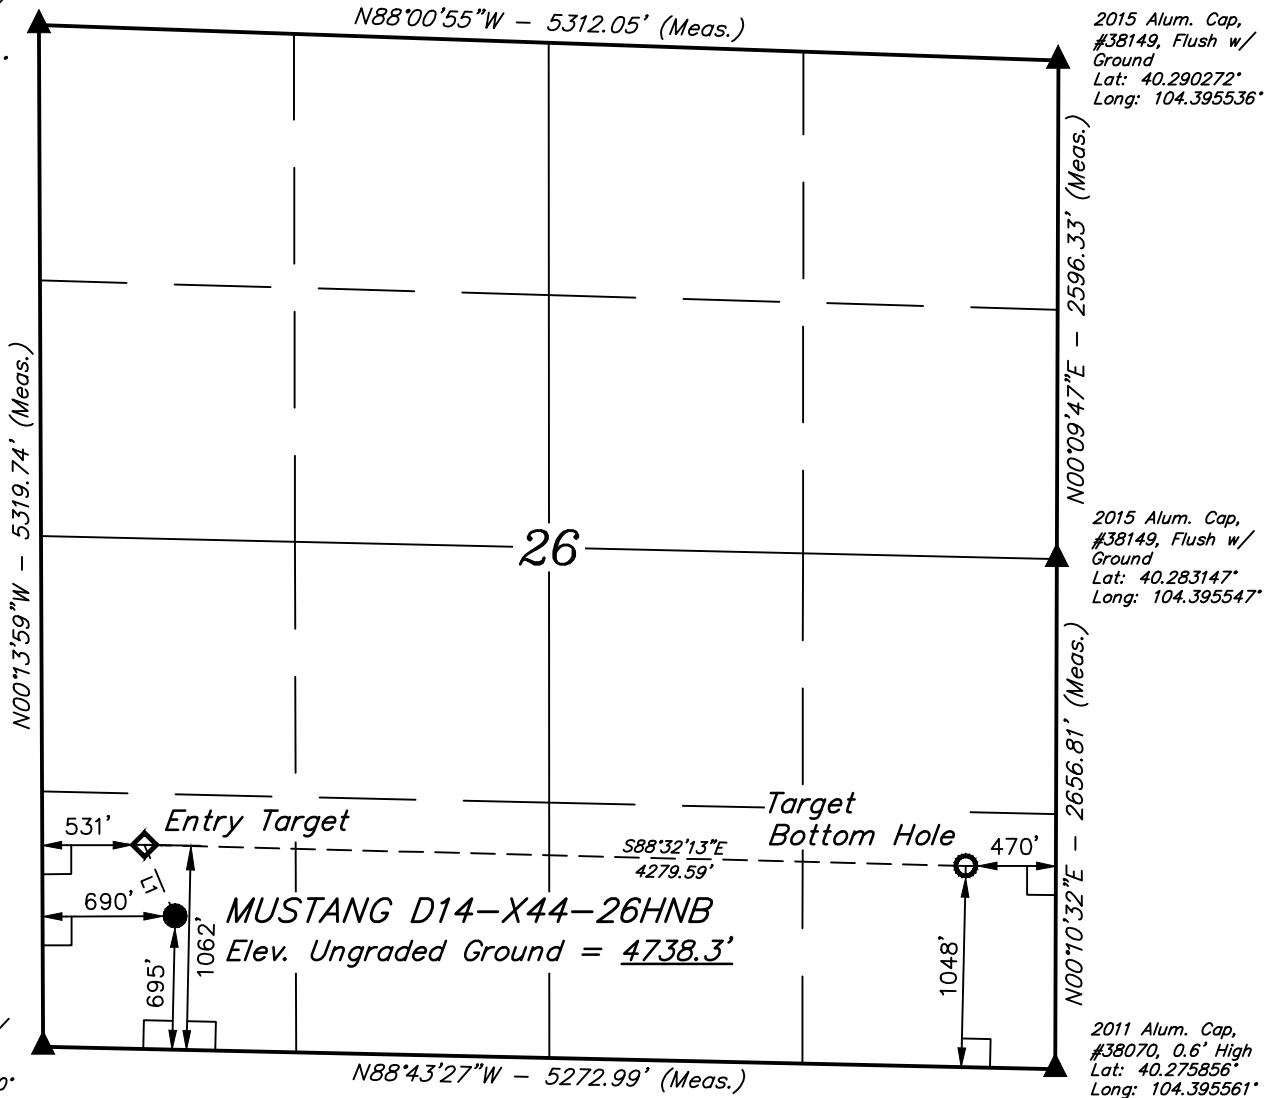 N88°00'55"W - 5312.05' (Meas.)
2015 Alum. Cap,
#38149, Flush w/
Ground
Lat: 40.290272°
Long: 104.395536°
N00°09'47"E - 2596.33' (Meas.)
N00°13'59"W - 5319.74' (Meas.)
26
2015 Alum. Cap,
#38149, Flush w/
Ground
Lat: 40.283147°
Long: 104.395547°
N00°10'32"E - 2656.81' (Meas.)
531'
Entry Target
Target
Bottom Hole
S88°32'13"E
4279.59'
470'
L1
690'
MUSTANG D14-X44-26HNB
Elev. Ungraded Ground = 4738.3'
695'
1062'
1048'
N88°43'27"W - 5272.99' (Meas.)
2011 Alum. Cap,
#38070, 0.6' High
Lat: 40.275856°
Long: 104.395561°